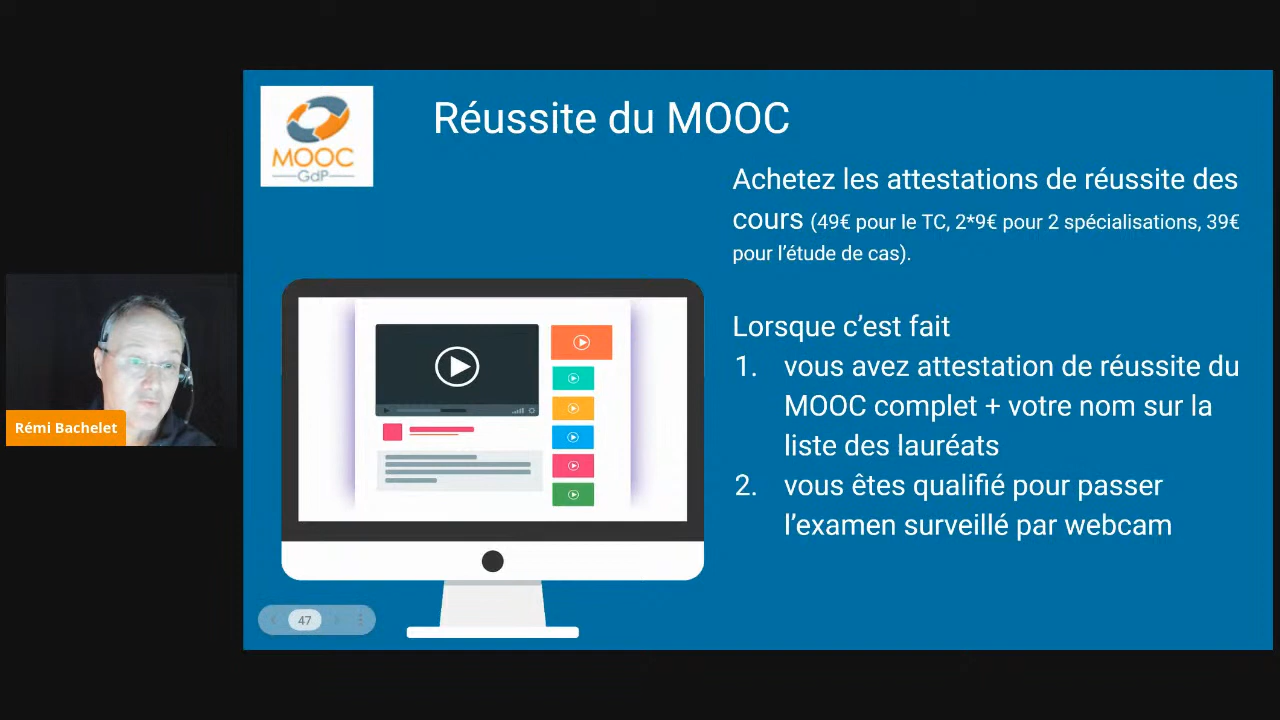 MOOC
GdP
Réussite du MOOC
Achetez les attestations de réussite des
cours (49€ pour le TC, 2*9€ pour 2 spécialisations, 39€
pour l’étude de cas).
Lorsque c’est fait
1. vous avez attestation de réussite du
MOOC complet + votre nom sur la
liste des lauréats
2. vous êtes qualifié pour passer
l’examen surveillé par webcam
Rémi Bachelet
47